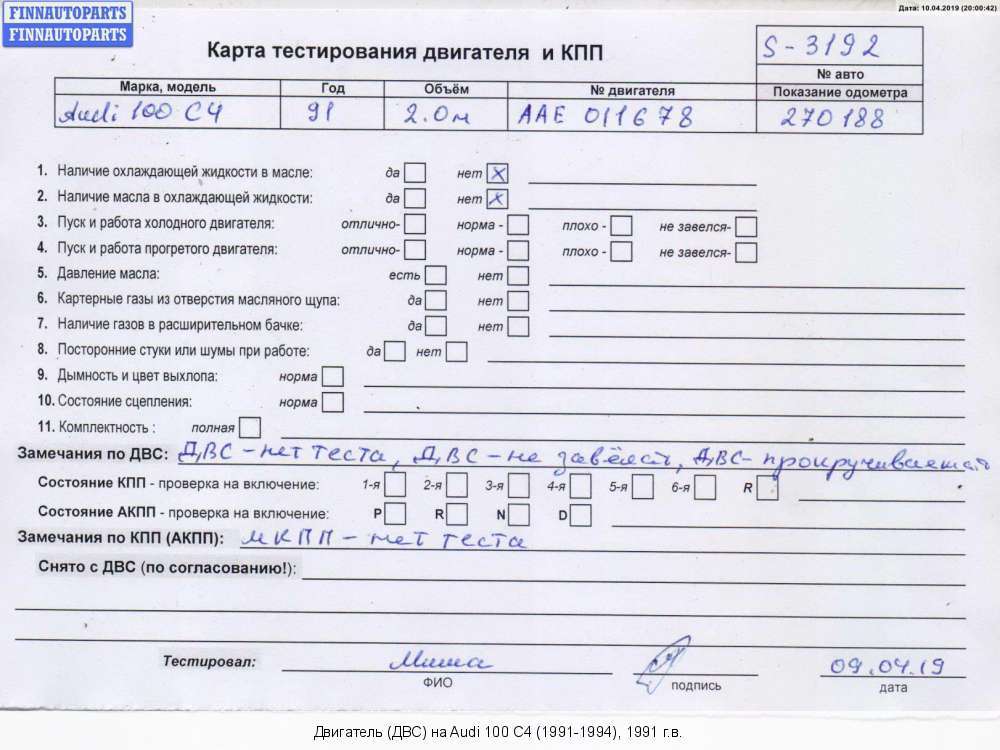 FINNAUTOPARTS
FINNAUTOPARTS
Дата: 10.04.2019 (20:00:42)
Карта тестирования двигателя и КПП
S-3192
№ авто
Марка, модель Год Объём № двигателя Показание одометра
Audi 100 C4 91 2.0м AAE 011678 270188
1. Наличие охлаждающей жидкости в масле: да нет X
2. Наличие масла в охлаждающей жидкости: да нет X
3. Пуск и работа холодного двигателя: отлично- норма - плохо - не завелся-
4. Пуск и работа прогретого двигателя: отлично- норма - плохо - не завелся-
5. Давление масла: есть нет
6. Картерные газы из отверстия масляного щупа: да нет
7. Наличие газов в расширительном бачке: да нет
8. Посторонние стуки или шумы при работе: да нет
9. Дымность и цвет выхлопа: норма
10. Состояние сцепления: норма
11. Комплектность : полная
Замечания по ДВС: ДВС - нет теста, ДВС - не завёлся, ДВС - прокручивается
Состояние КПП - проверка на включение: 1-я 2-я 3-я 4-я 5-я 6-я R
Состояние АКПП - проверка на включение: P R N D
Замечания по КПП (АКПП): МКПП - нет теста
Снято с ДВС (по согласованию!):
Тестировал: Миша 09.04.19
ФИО подпись дата
Двигатель (ДВС) на Audi 100 C4 (1991-1994), 1991 г.в.